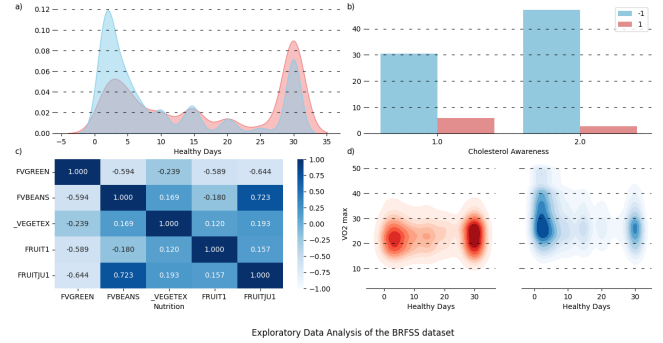 a)
0.12
0.10
0.08
0.06
0.04
0.02
0.00
−5 0 5 10 15 20 25 30 35
Healthy Days
b)
-1
1
40
30
20
10
0
1.0 2.0
Cholesterol Awareness
c)
FVGREEN 1.000 -0.594 -0.239 -0.589 -0.644
FVBEANS -0.594 1.000 0.169 -0.180 0.723
_VEGETEX -0.239 0.169 1.000 0.120 0.193
FRUIT1 -0.589 -0.180 0.120 1.000 0.157
FRUITJU1 -0.644 0.723 0.193 0.157 1.000
FVGREEN FVBEANS _VEGETEX FRUIT1 FRUITJU1
Nutrition
1.00
0.75
0.50
0.25
0.00
−0.25
−0.50
−0.75
−1.00
d)
VO2 max
50
40
30
20
10
0 10 20 30
Healthy Days
0 10 20 30
Healthy Days
Exploratory Data Analysis of the BRFSS dataset